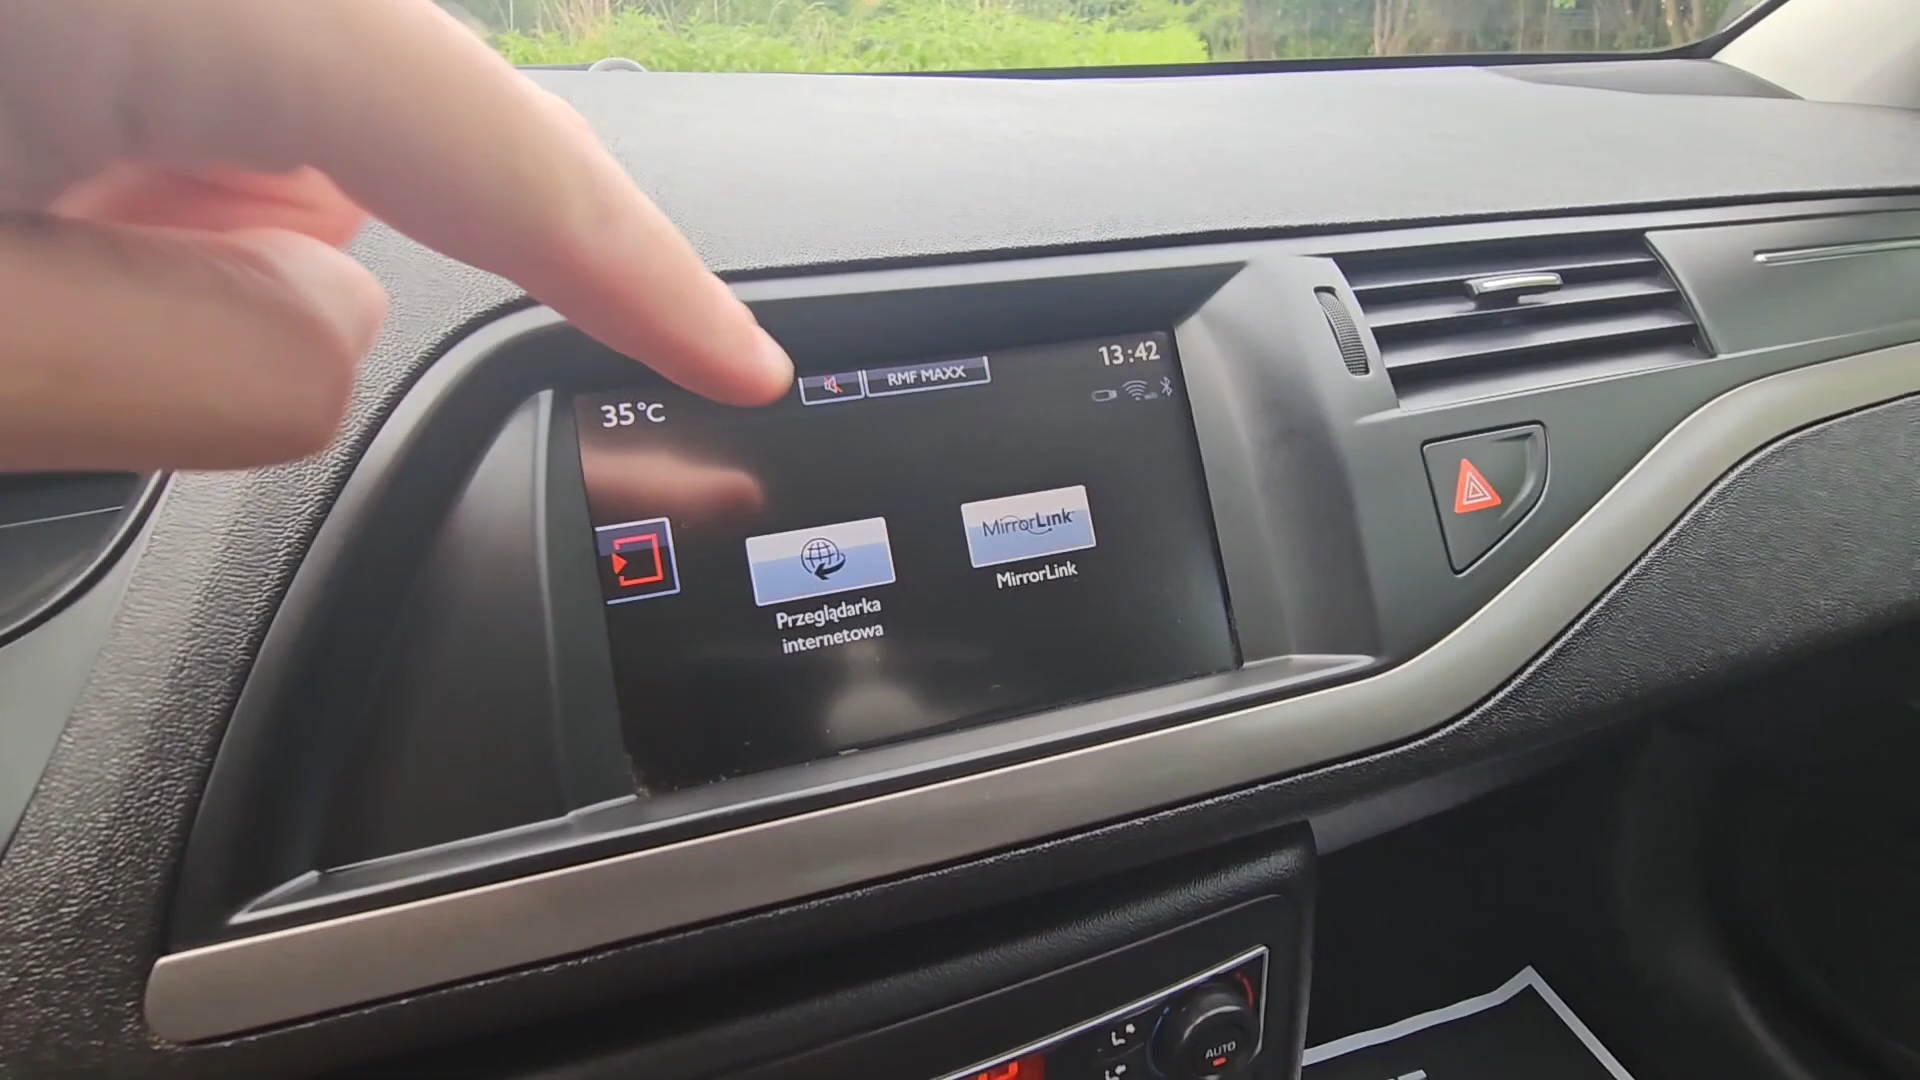 35°C
RMF MAXX
13:42
MirrorLink
MirrorLink
Przeglądarka
internetowa
AUTO